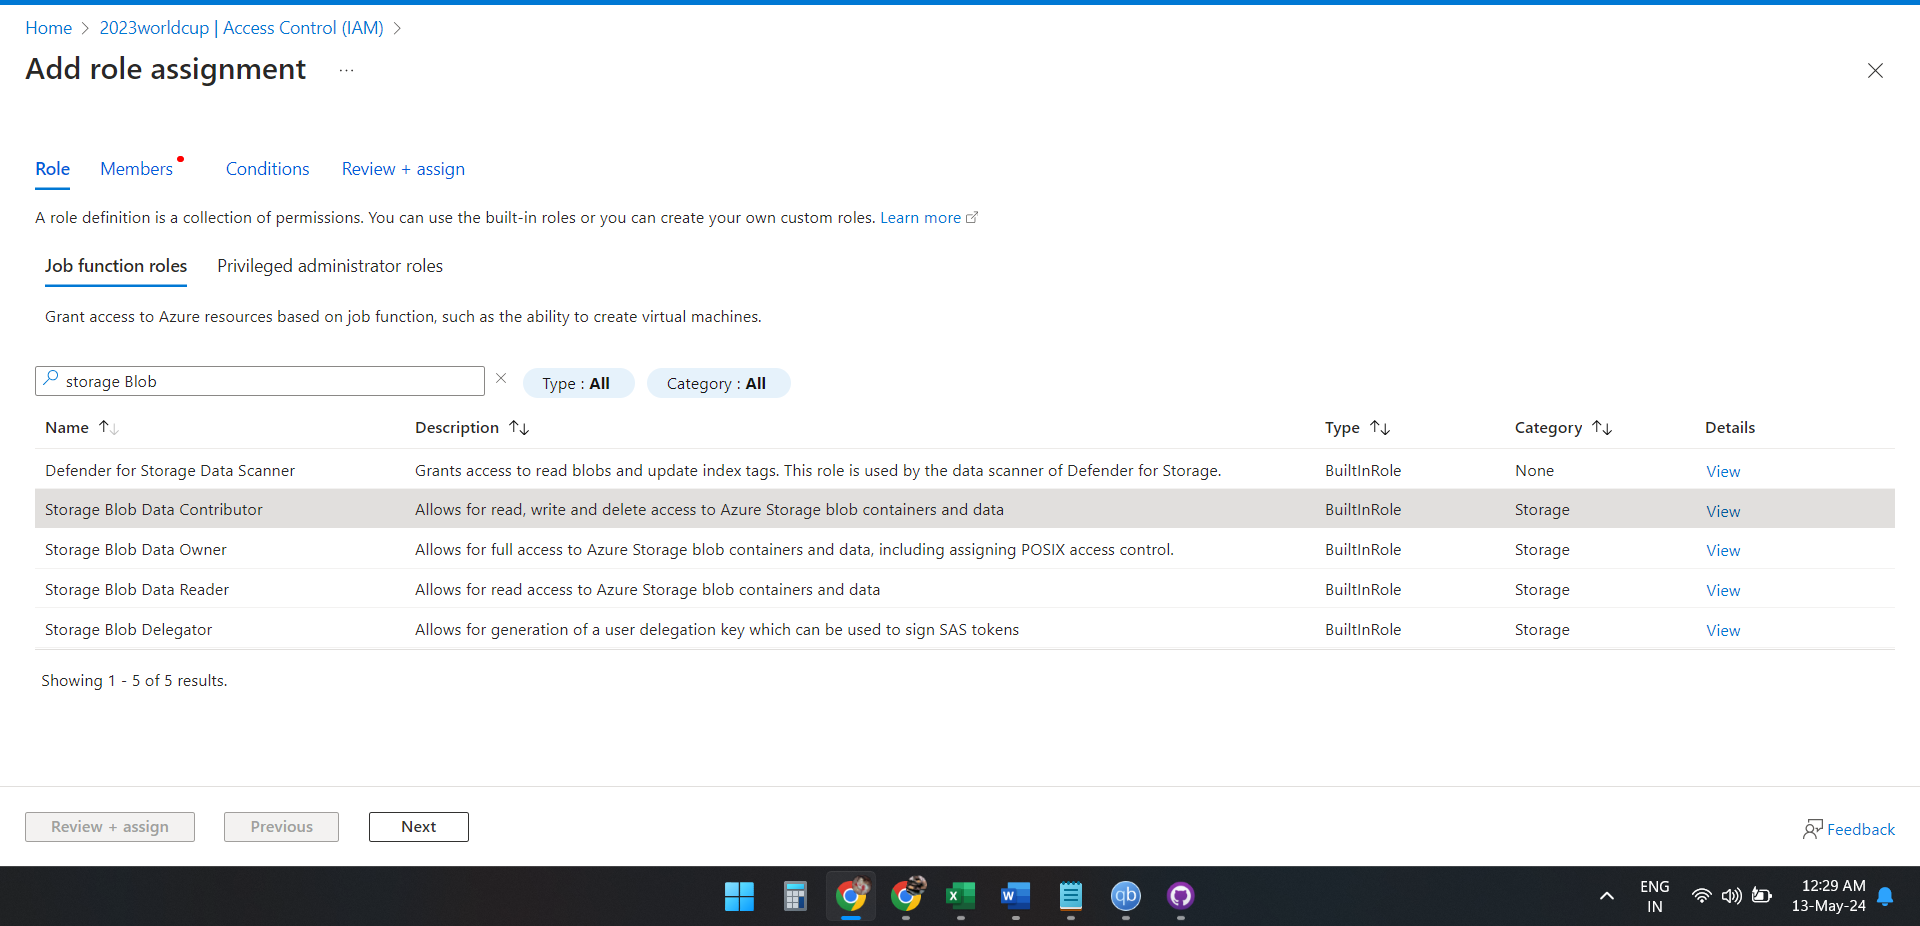 Home > 2023worldcup | Access Control (IAM) >
Add role assignment ...
Role Members Conditions Review + assign
A role definition is a collection of permissions. You can use the built-in roles or you can create your own custom roles. Learn more
Job function roles Privileged administrator roles
Grant access to Azure resources based on job function, such as the ability to create virtual machines.
storage Blob Type : All Category : All
Name Description Type Category Details
Defender for Storage Data Scanner Grants access to read blobs and update index tags. This role is used by the data scanner of Defender for Storage. BuiltInRole None View
Storage Blob Data Contributor Allows for read, write and delete access to Azure Storage blob containers and data BuiltInRole Storage View
Storage Blob Data Owner Allows for full access to Azure Storage blob containers and data, including assigning POSIX access control. BuiltInRole Storage View
Storage Blob Data Reader Allows for read access to Azure Storage blob containers and data BuiltInRole Storage View
Storage Blob Delegator Allows for generation of a user delegation key which can be used to sign SAS tokens BuiltInRole Storage View
Showing 1 - 5 of 5 results.
Review + assign Previous Next Feedback
X W qb ENG 12:29 AM
IN 13-May-24